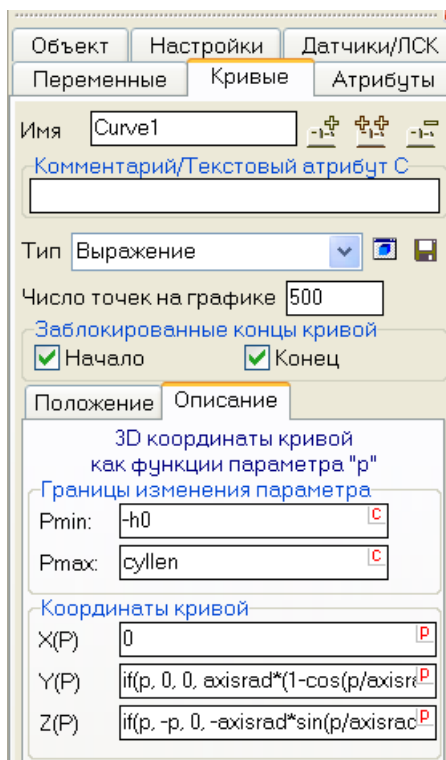 Объект Настройки Датчики/ЛСК
Переменные Кривые Атрибуты
Имя Curve1
Комментарий/Текстовый атрибут C
Тип Выражение
Число точек на графике 500
Заблокированные концы кривой
Начало Конец
Положение Описание
3D координаты кривой
как функции параметра "p"
Границы изменения параметра
Pmin: -h0 C
Pmax: cyllen C
Координаты кривой
X(P) 0 P
Y(P) if(p, 0, 0, axisrad*(1-cos(p/axisra P
Z(P) if(p, -p, 0, -axisrad*sin(p/axisrad P